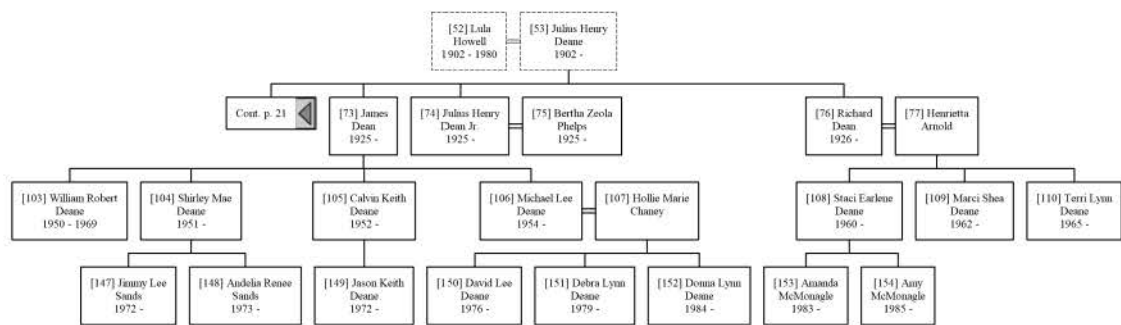 [52] Lula
Howell
1902 - 1980
[53] Julius Henry
Deane
1902 -
Cont. p. 21
[73] James
Dean
1925 -
[74] Julius Henry
Dean Jr.
1925 -
[75] Bertha Zeola
Phelps
1925 -
[76] Richard
Dean
1926 -
[77] Henrietta
Arnold
[103] William Robert
Deane
1950 - 1969
[104] Shirley Mae
Deane
1951 -
[105] Calvin Keith
Deane
1952 -
[106] Michael Lee
Deane
1954 -
[107] Hollie Marie
Chaney
[108] Staci Earlene
Deane
1960 -
[109] Marci Shea
Deane
1962 -
[110] Terri Lynn
Deane
1965 -
[147] Jimmy Lee
Sands
1972 -
[148] Andelia Renee
Sands
1973 -
[149] Jason Keith
Deane
1972 -
[150] David Lee
Deane
1976 -
[151] Debra Lynn
Deane
1979 -
[152] Donna Lynn
Deane
1984 -
[153] Amanda
McMonagle
1983 -
[154] Amy
McMonagle
1985 -